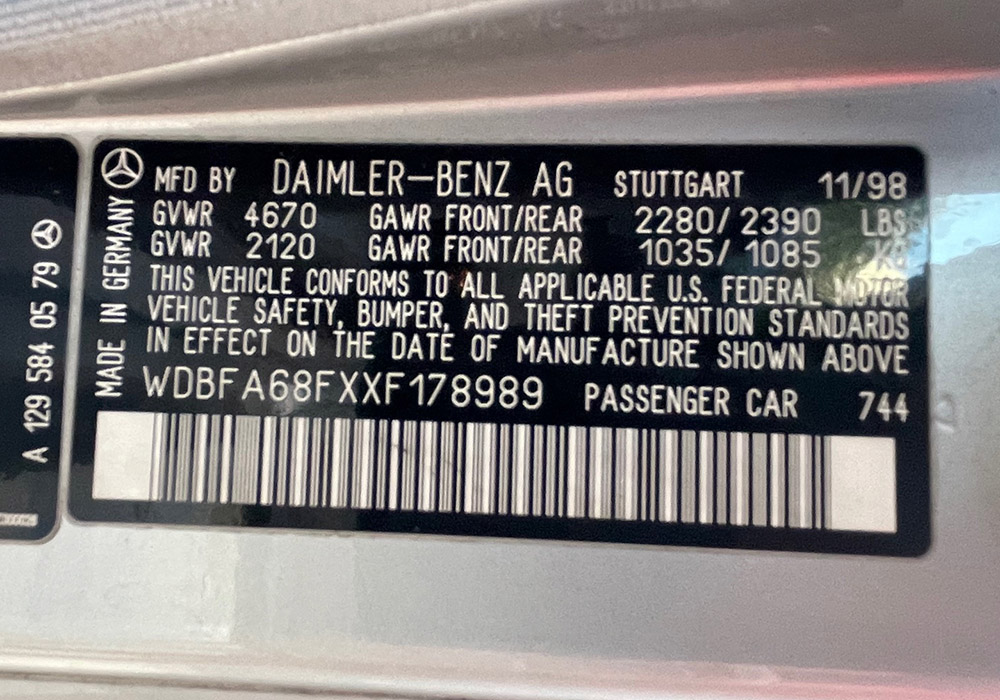 A 129 584 05 79
MADE IN GERMANY
MFD BY DAIMLER-BENZ AG STUTTGART 11/98
GVWR 4670 GAWR FRONT/REAR 2280/2390 LBS
GVWR 2120 GAWR FRONT/REAR 1035/1085 KG
THIS VEHICLE CONFORMS TO ALL APPLICABLE U.S. FEDERAL MOTOR
VEHICLE SAFETY, BUMPER, AND THEFT PREVENTION STANDARDS
IN EFFECT ON THE DATE OF MANUFACTURE SHOWN ABOVE
WDBFA68FXXF178989 PASSENGER CAR 744